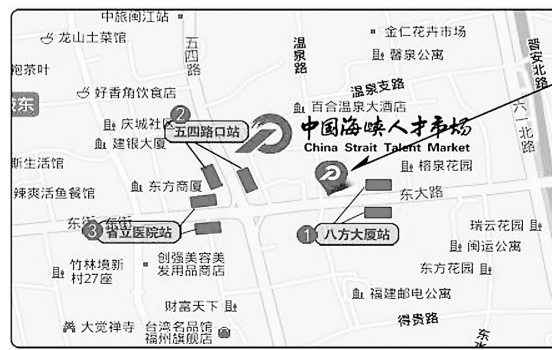 中旅闽江站
龙山土菜馆
五四路
温泉路
金仁花卉市场
馨泉公寓
晋安北路
抱茶叶
好香角饮食店
温泉支路
百合温泉大酒店
六一北路
2
庆城社区
五四路口站
建银大厦
中国海峡人才市场
China Strait Talent Market
斯生活馆
辣爽活鱼餐馆
东方商厦
榕泉花园
东大路
东街
东街
3
省立医院站
1
八方大厦站
瑞云花园
闽运公寓
竹林境新
村27座
创强美容美
发用品商店
东方花园
福建邮电公寓
财富天下
得贵路
大觉禅寺
台湾名品馆
福州旗舰店
东